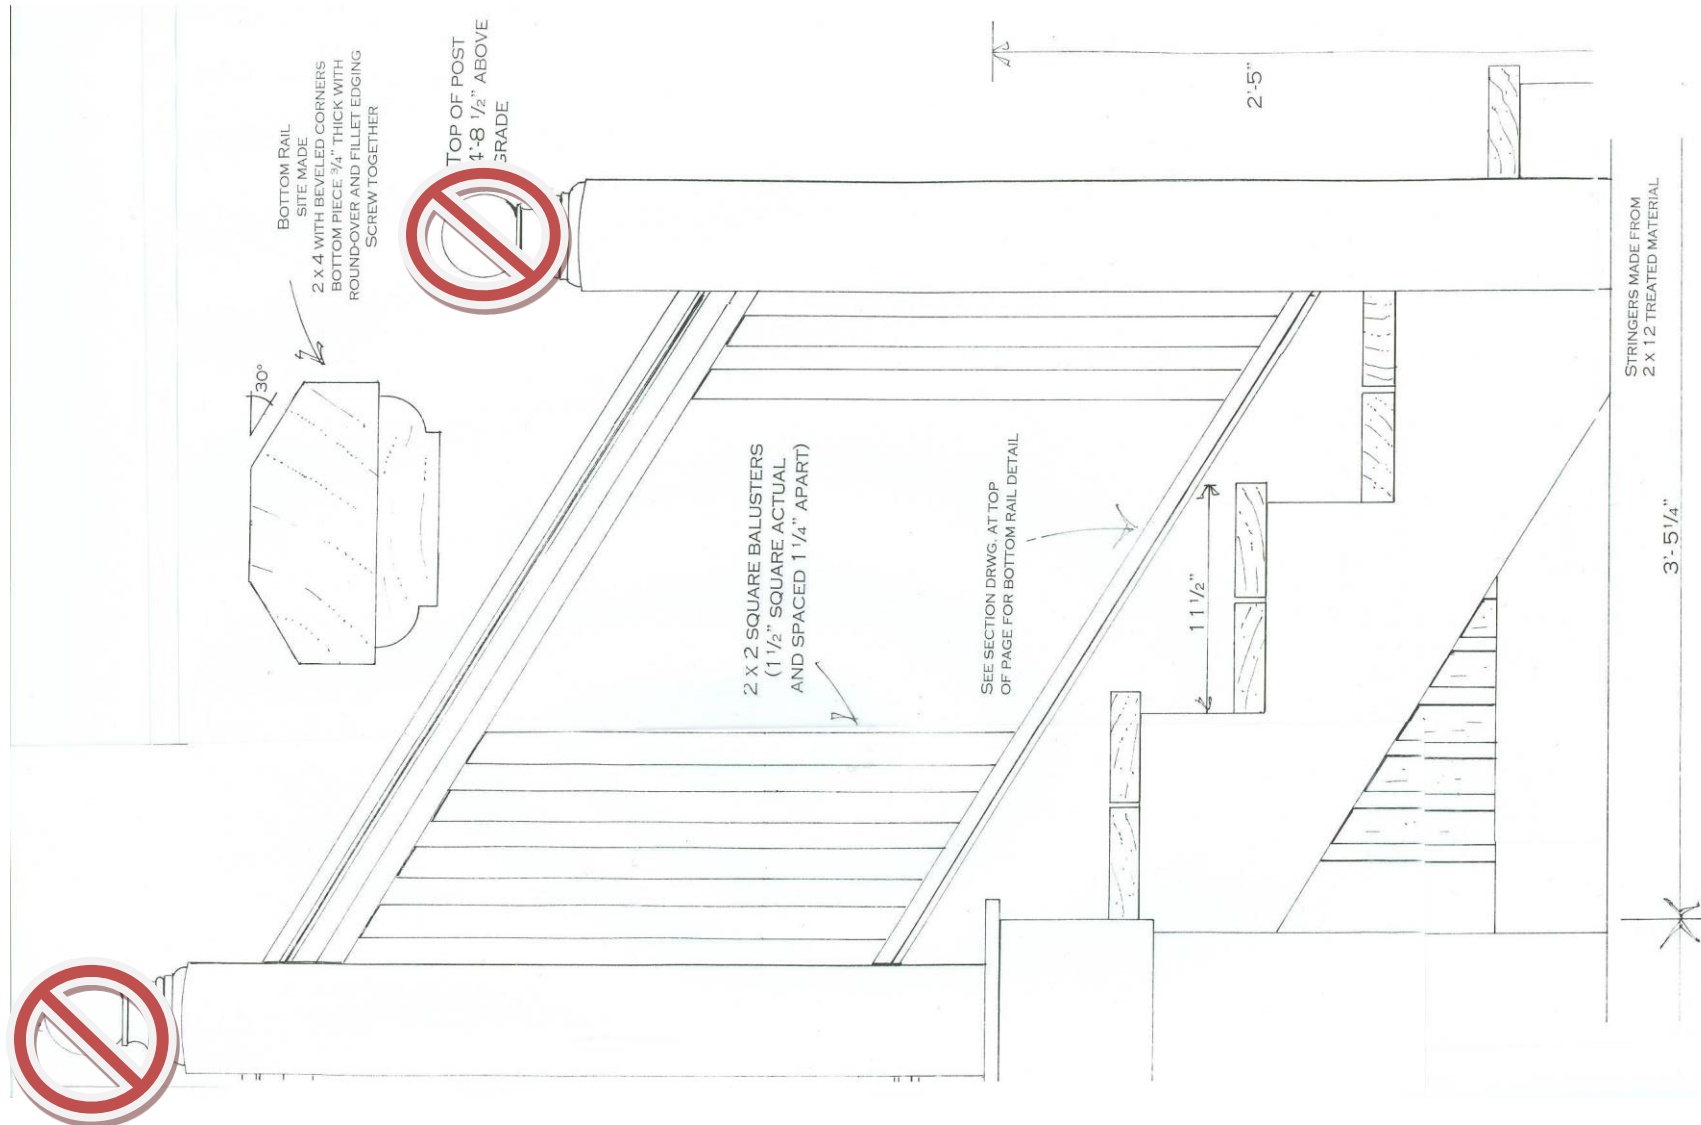 BOTTOM RAIL
SITE MADE
2 X 4 WITH BEVELED CORNERS
BOTTOM PIECE 3/4" THICK WITH
ROUND-OVER AND FILLET EDGING
SCREW TOGETHER
30°
TOP OF POST
4'-8 1/2" ABOVE
GRADE
2 X 2 SQUARE BALUSTERS
(1 1/2" SQUARE ACTUAL
AND SPACED 1 1/4" APART)
SEE SECTION DRWG. AT TOP
OF PAGE FOR BOTTOM RAIL DETAIL
11 1/2"
2'-5"
STRINGERS MADE FROM
2 X 12 TREATED MATERIAL
3'-5 1/4"